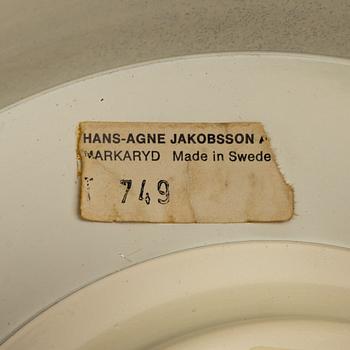 HANS-AGNE JAKOBSSON A
MARKARYD Made in Swede
T 749